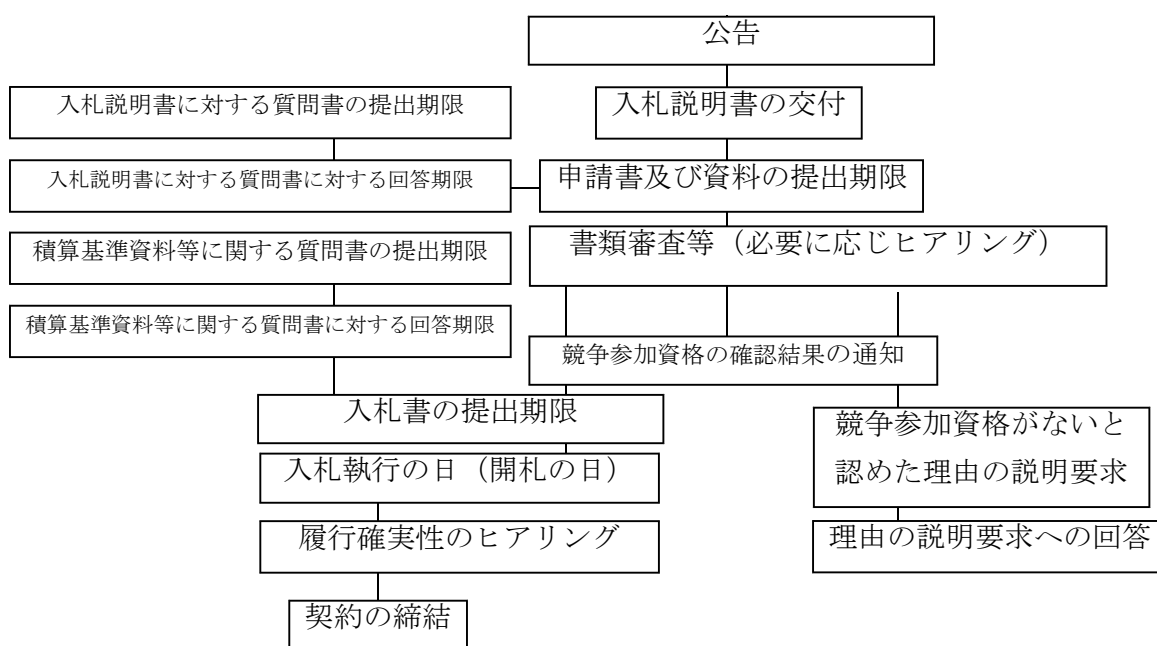 公告
入札説明書に対する質問書の提出期限
入札説明書の交付
入札説明書に対する質問書に対する回答期限
申請書及び資料の提出期限
積算基準資料等に関する質問書の提出期限
書類審査等（必要に応じヒアリング）
積算基準資料等に関する質問書に対する回答期限
競争参加資格の確認結果の通知
入札書の提出期限
競争参加資格がないと
認めた理由の説明要求
入札執行の日（開札の日）
履行確実性のヒアリング
理由の説明要求への回答
契約の締結